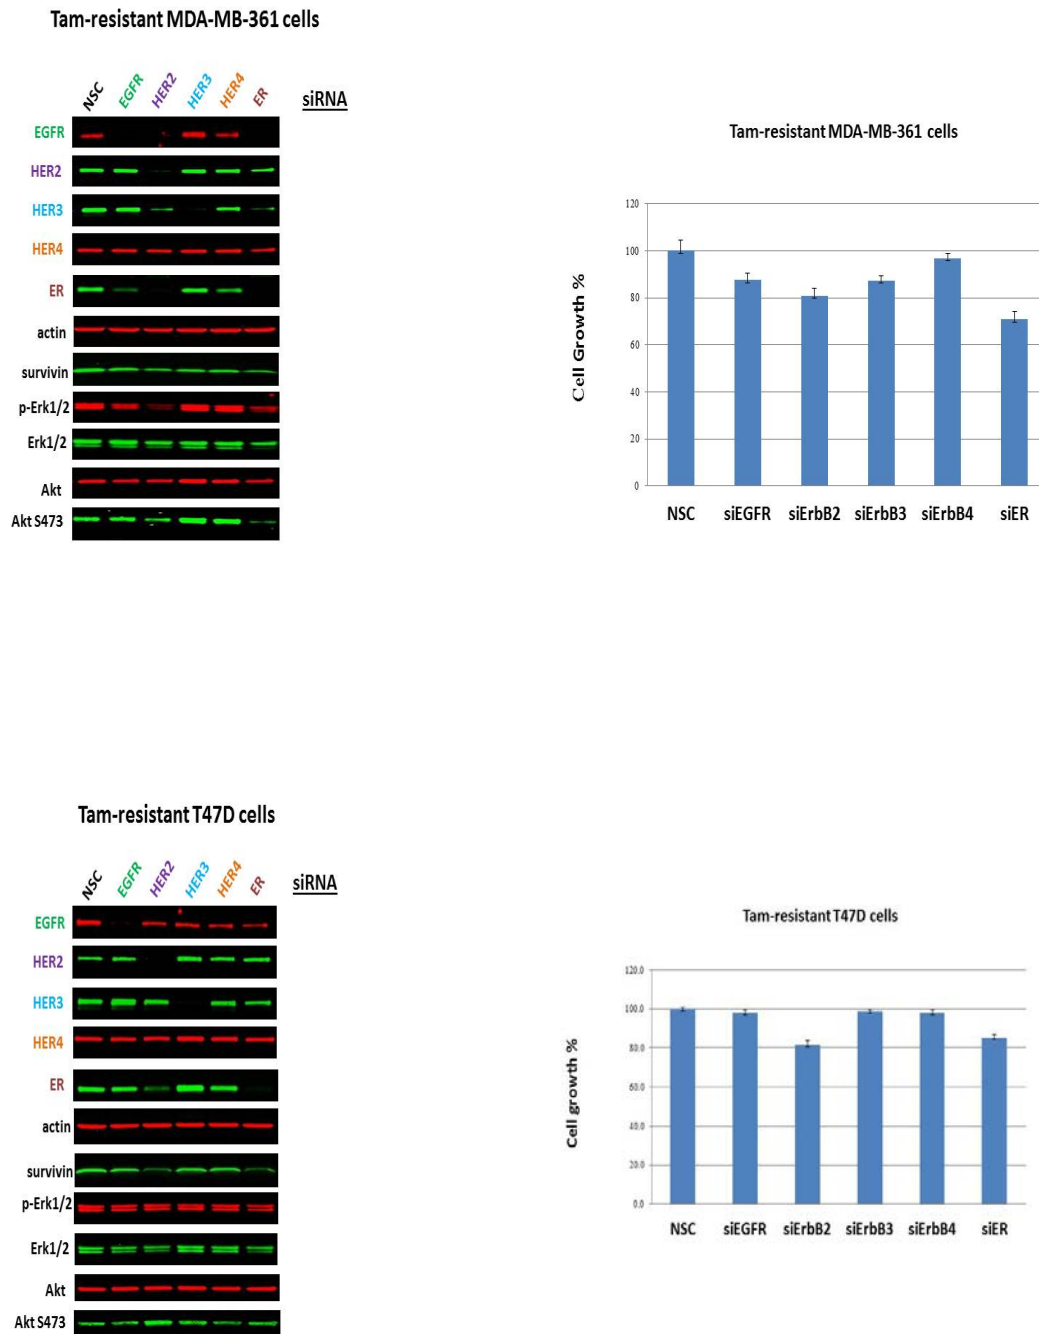 Tam-resistant MDA-MB-361 cells
NSC EGFR HER2 HER3 HER4 ER
siRNA
EGFR
HER2
HER3
HER4
ER
actin
survivin
p-Erk1/2
Erk1/2
Akt
Akt S473
Tam-resistant MDA-MB-361 cells
Cell Growth %
120
100
80
60
40
20
0
NSC siEGFR siErbB2 siErbB3 siErbB4 siER
Tam-resistant T47D cells
NSC EGFR HER2 HER3 HER4 ER
siRNA
EGFR
HER2
HER3
HER4
ER
actin
survivin
p-Erk1/2
Erk1/2
Akt
Akt S473
Tam-resistant T47D cells
Cell growth %
120.0
100.0
80.0
60.0
40.0
20.0
0.0
NSC siEGFR siErbB2 siErbB3 siErbB4 siER